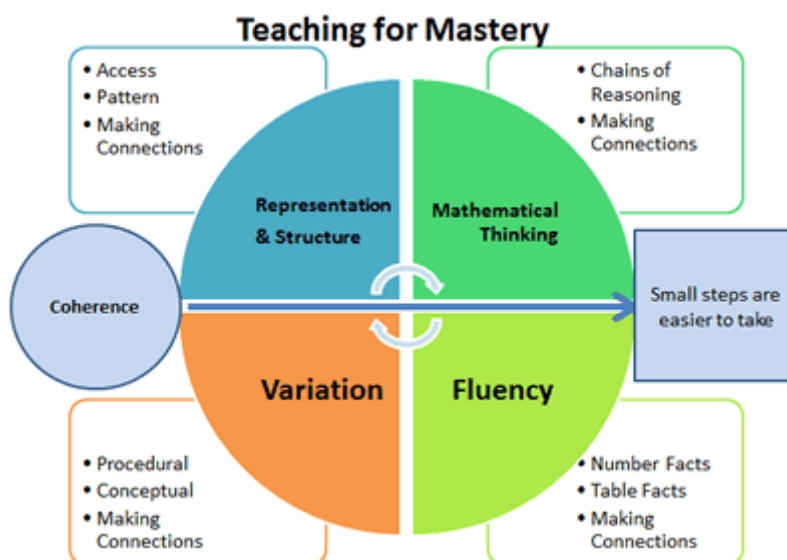 Teaching for Mastery
• Access
• Pattern
• Making
Connections
• Chains of
Reasoning
• Making
Connections
Representation
& Structure
Mathematical
Thinking
Coherence
Small steps are
easier to take
Variation
Fluency
• Procedural
• Conceptual
• Making
Connections
• Number Facts
• Table Facts
• Making
Connections